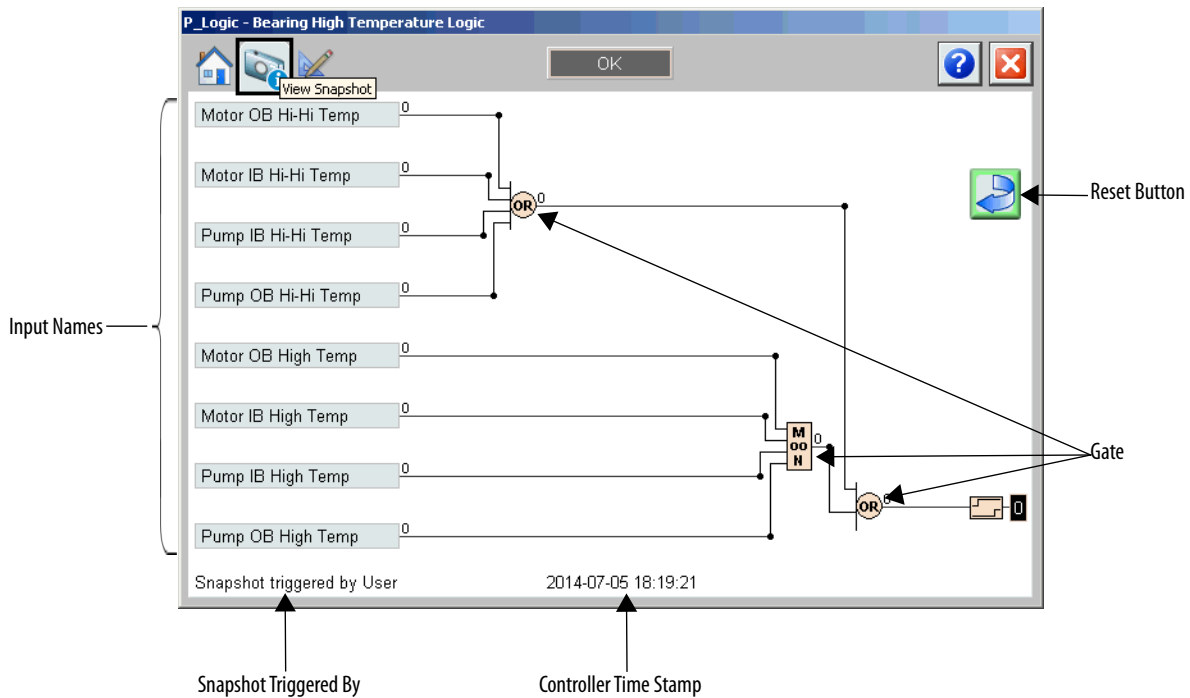 P_Logic - Bearing High Temperature Logic
OK
?
View Snapshot
Motor OB Hi-Hi Temp 0
Motor IB Hi-Hi Temp 0
OR 0
Reset Button
Pump IB Hi-Hi Temp 0
Pump OB Hi-Hi Temp 0
Input Names
Motor OB High Temp 0
Motor IB High Temp 0
M
oo
N
0
Gate
Pump IB High Temp 0
OR 0
0
Pump OB High Temp 0
Snapshot triggered by User
2014-07-05 18:19:21
Snapshot Triggered By
Controller Time Stamp